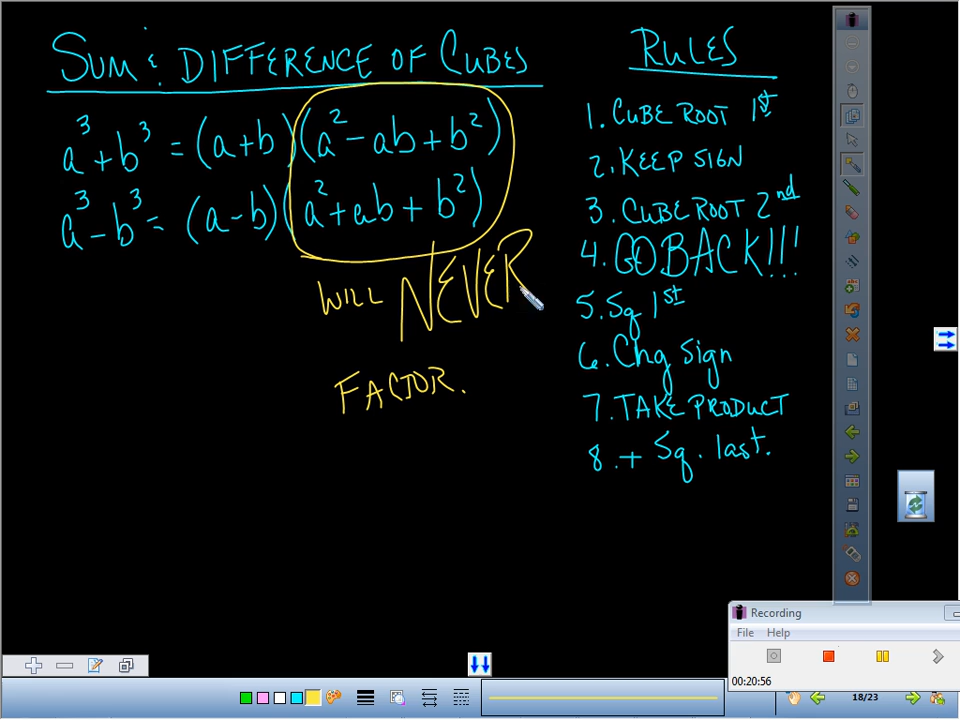 SUM & DIFFERENCE OF CUBES
a³ + b³ = (a+b)(a² - ab + b²)
a³ - b³ = (a-b)(a² + ab + b²)
WILL NEVER
FACTOR.
RULES
1. CUBE ROOT 1st
2. KEEP SIGN
3. CUBE ROOT 2nd
4. GO BACK!!!
5. Sq 1st
6. Chg Sign
7. TAKE PRODUCT
8. + Sq. last.
Recording
File Help
00:20:56
18/23